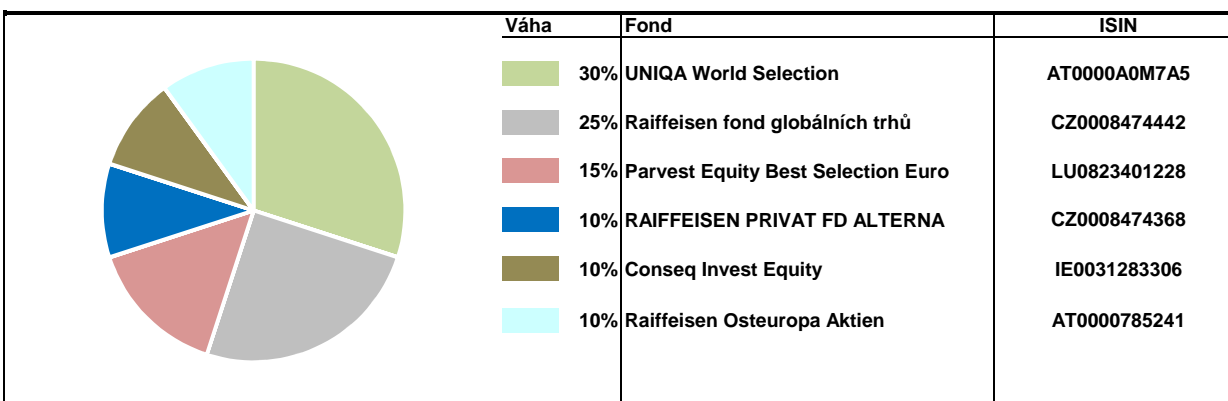 Váha Fond ISIN
30% UNIQA World Selection AT0000A0M7A5
25% Raiffeisen fond globálních trhů CZ0008474442
15% Parvest Equity Best Selection Euro LU0823401228
10% RAIFFEISEN PRIVAT FD ALTERNA CZ0008474368
10% Conseq Invest Equity IE0031283306
10% Raiffeisen Osteuropa Aktien AT0000785241